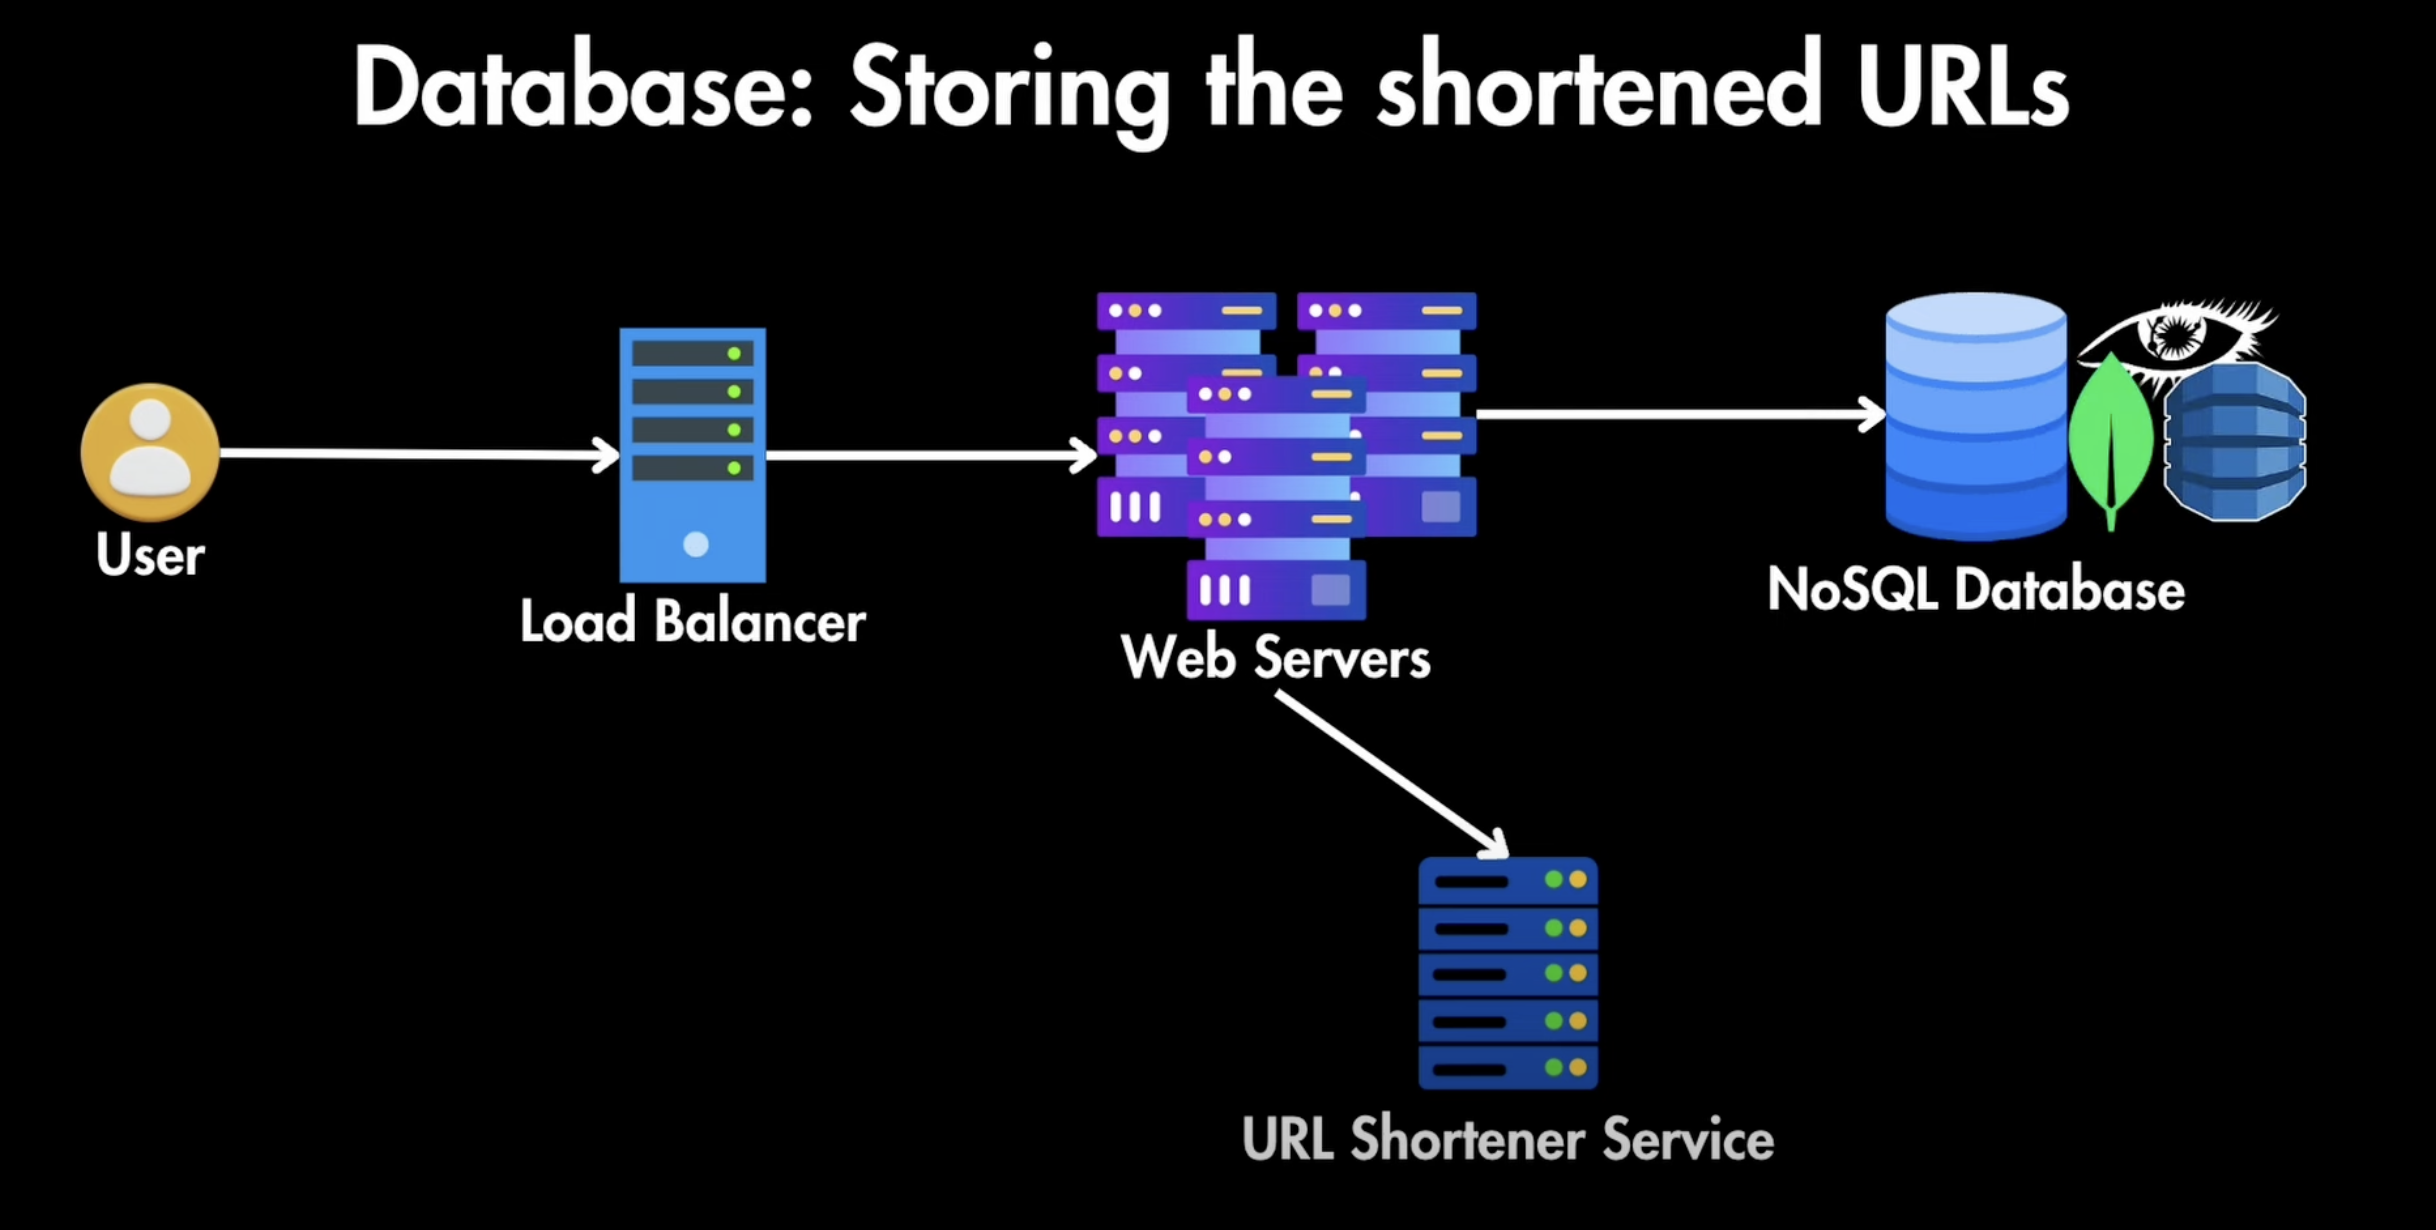 Database: Storing the shortened URLs
User
Load Balancer
Web Servers
NoSQL Database
URL Shortener Service